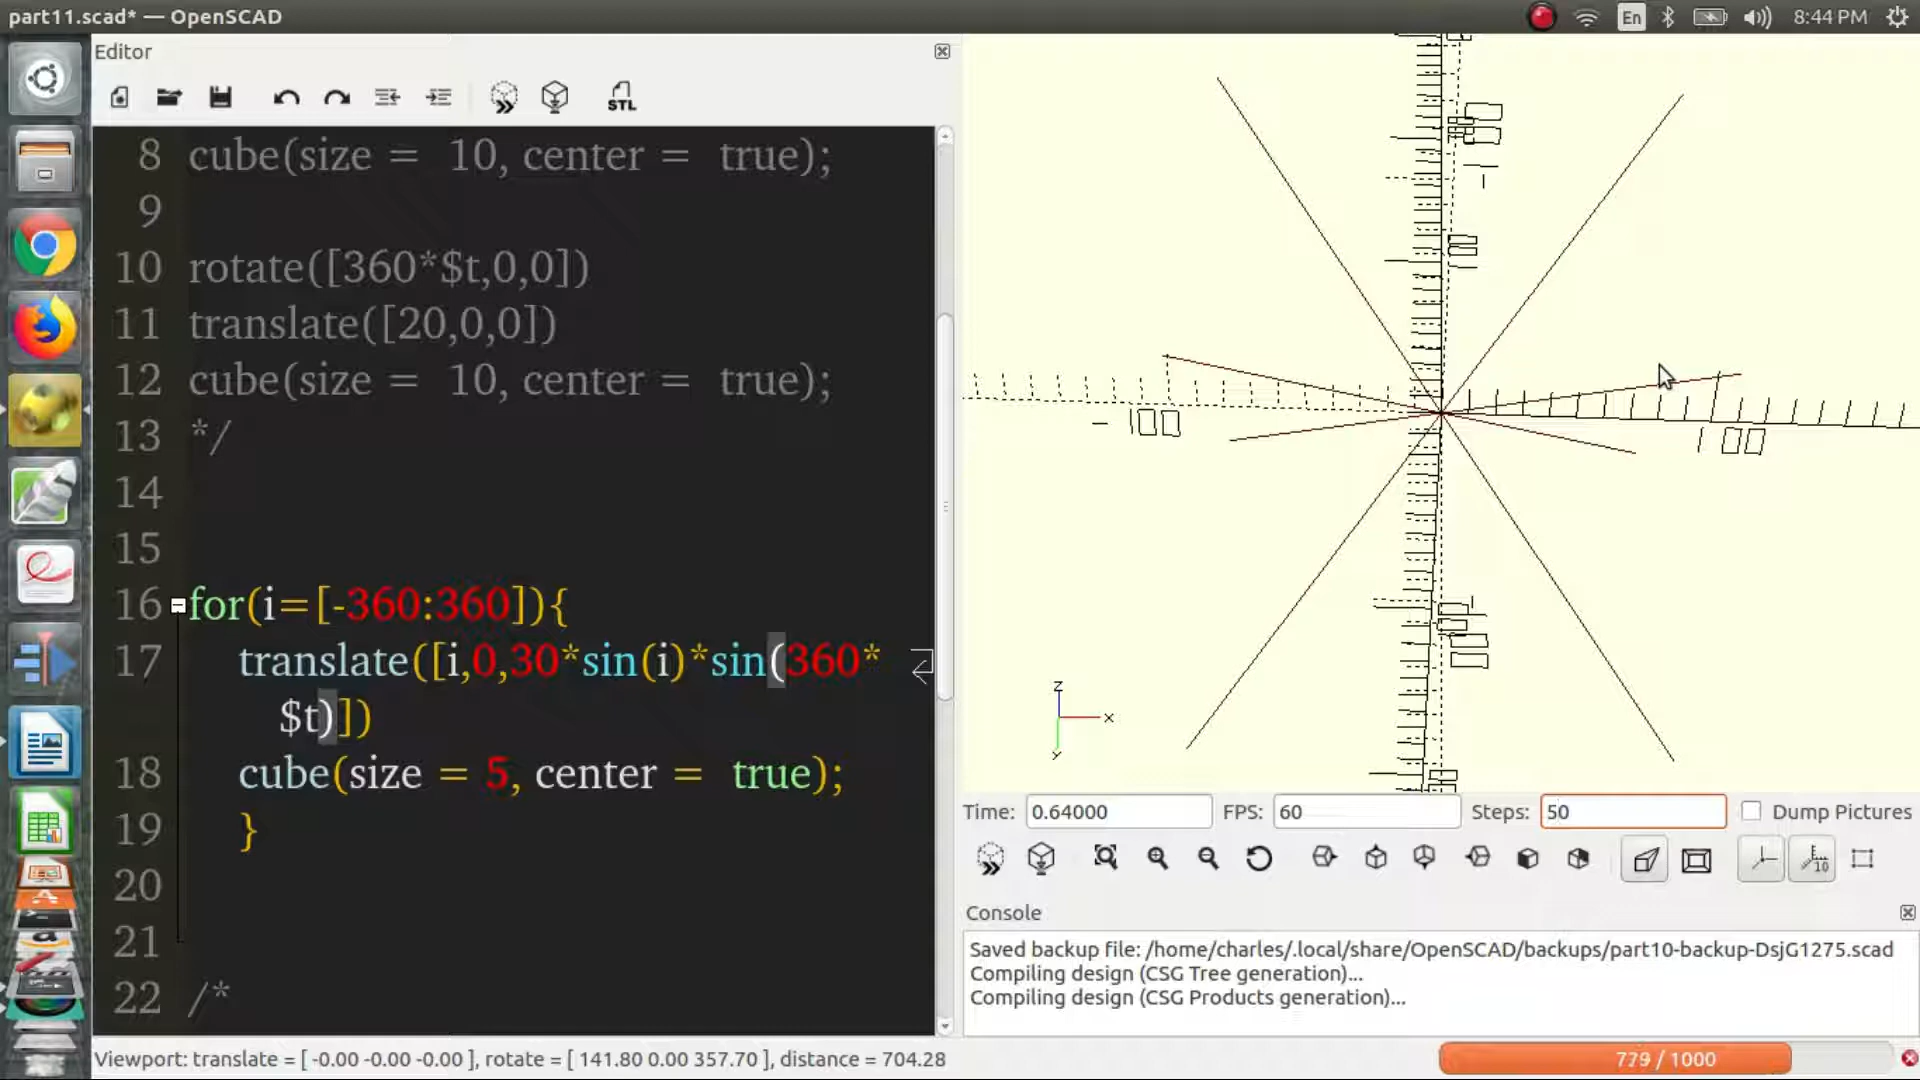 part11.scad* — OpenSCAD
En
8:44 PM
Editor
STL
8 cube(size = 10, center = true);
9
10 rotate([360*$t,0,0])
11 translate([20,0,0])
12 cube(size = 10, center = true);
13 */
14
15
16 for(i=[-360:360]){
17 translate([i,0,30*sin(i)*sin(360*
$t)])
18 cube(size = 5, center = true);
19 }
20
21
22 /*
z
x
y
Time: 0.64000 FPS: 60 Steps: 50 Dump Pictures
10
Console
Saved backup file: /home/charles/.local/share/OpenSCAD/backups/part10-backup-DsjG1275.scad
Compiling design (CSG Tree generation)...
Compiling design (CSG Products generation)...
Viewport: translate = [ -0.00 -0.00 -0.00 ], rotate = [ 141.80 0.00 357.70 ], distance = 704.28
779 / 1000